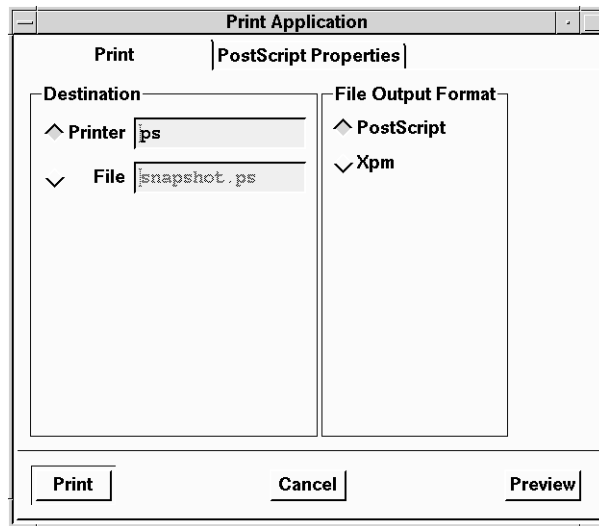 Print Application
Print PostScript Properties
Destination File Output Format
Printer ps PostScript
File snapshot.ps Xpm
Print Cancel Preview